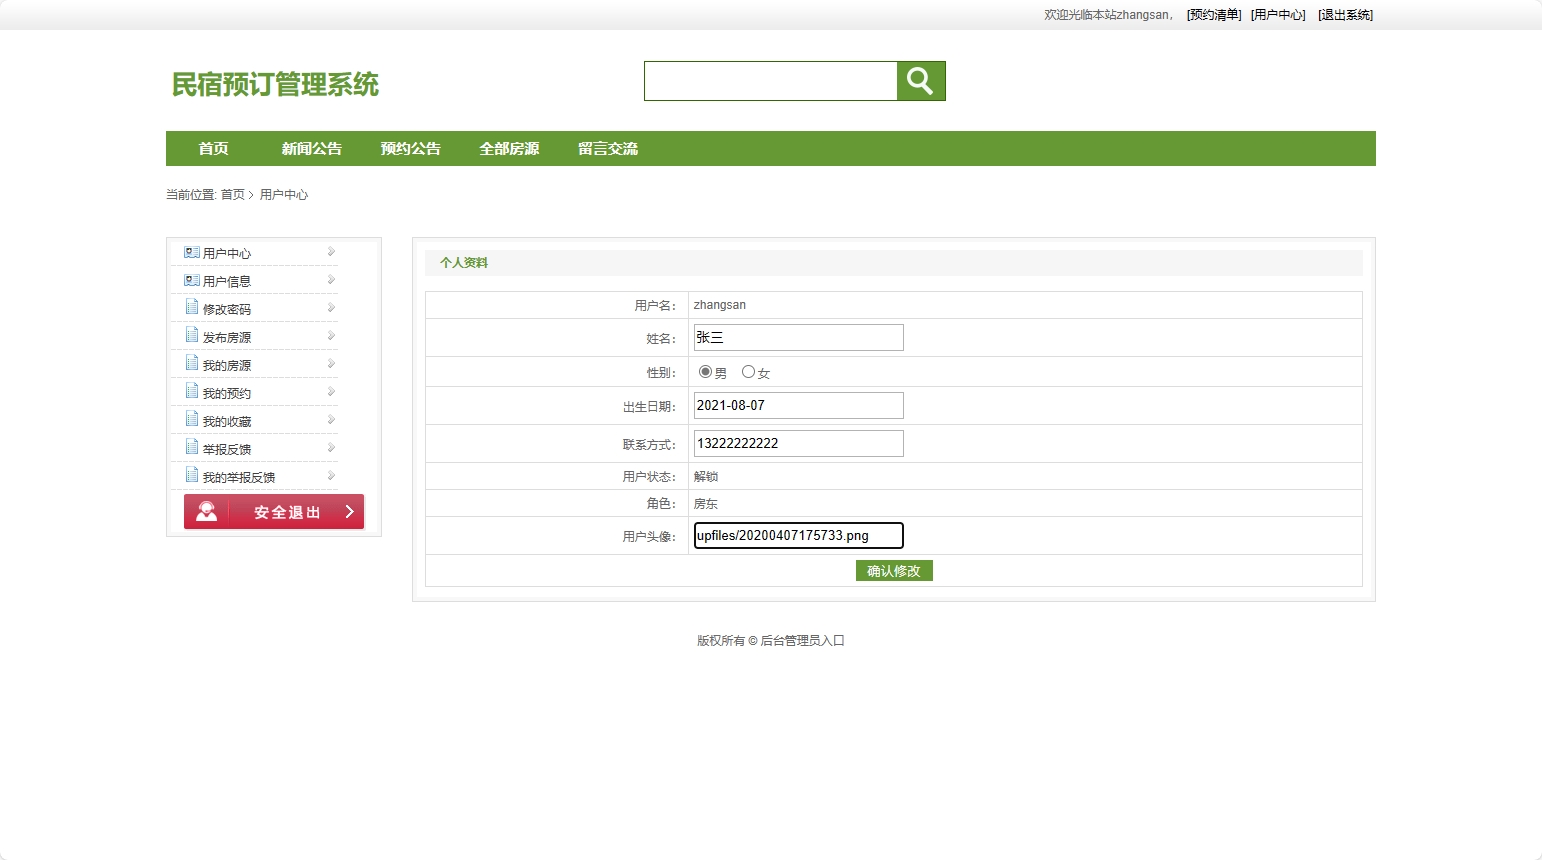 欢迎光临本站zhangsan， [预约清单] [用户中心] [退出系统]
民宿预订管理系统
首页 新闻公告 预约公告 全部房源 留言交流
当前位置: 首页 > 用户中心
用户中心
用户信息
修改密码
发布房源
我的房源
我的预约
我的收藏
举报反馈
我的举报反馈
安全退出
个人资料
用户名： zhangsan
姓名： 张三
性别： 男 女
出生日期： 2021-08-07
联系方式： 13222222222
用户状态： 解锁
角色： 房东
用户头像： upfiles/20200407175733.png
确认修改
版权所有 © 后台管理员入口